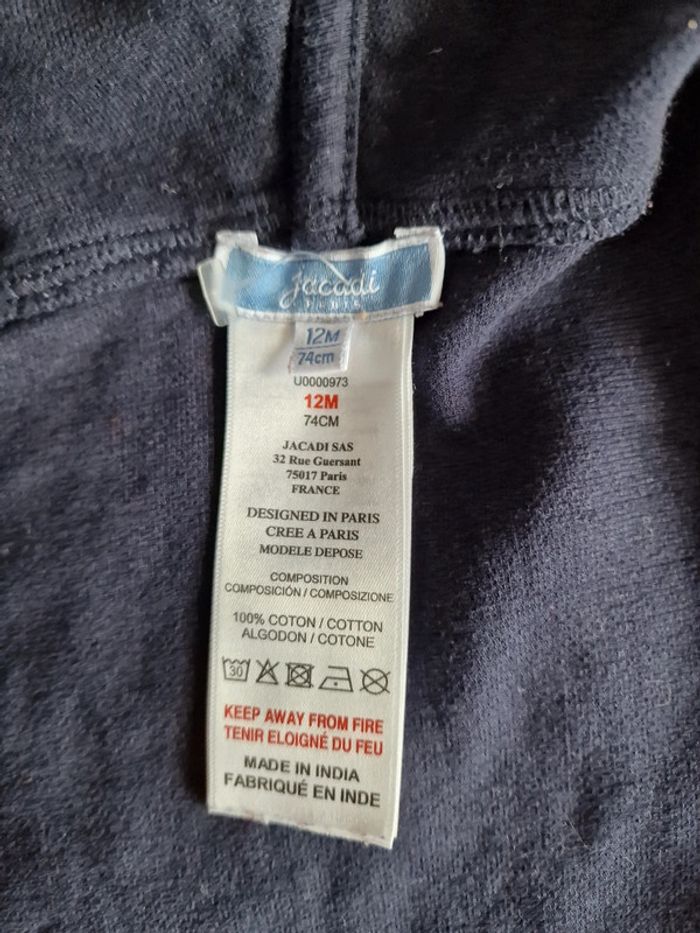 jacadi
PARIS
12M
74cm
U0000973
12M
74CM
JACADI SAS
32 Rue Guersant
75017 Paris
FRANCE
DESIGNED IN PARIS
CREE A PARIS
MODELE DEPOSE
COMPOSITION
COMPOSICIÓN / COMPOSIZIONE
100% COTON / COTTON
ALGODON / COTONE
30
KEEP AWAY FROM FIRE
TENIR ELOIGNÉ DU FEU
MADE IN INDIA
FABRIQUÉ EN INDE